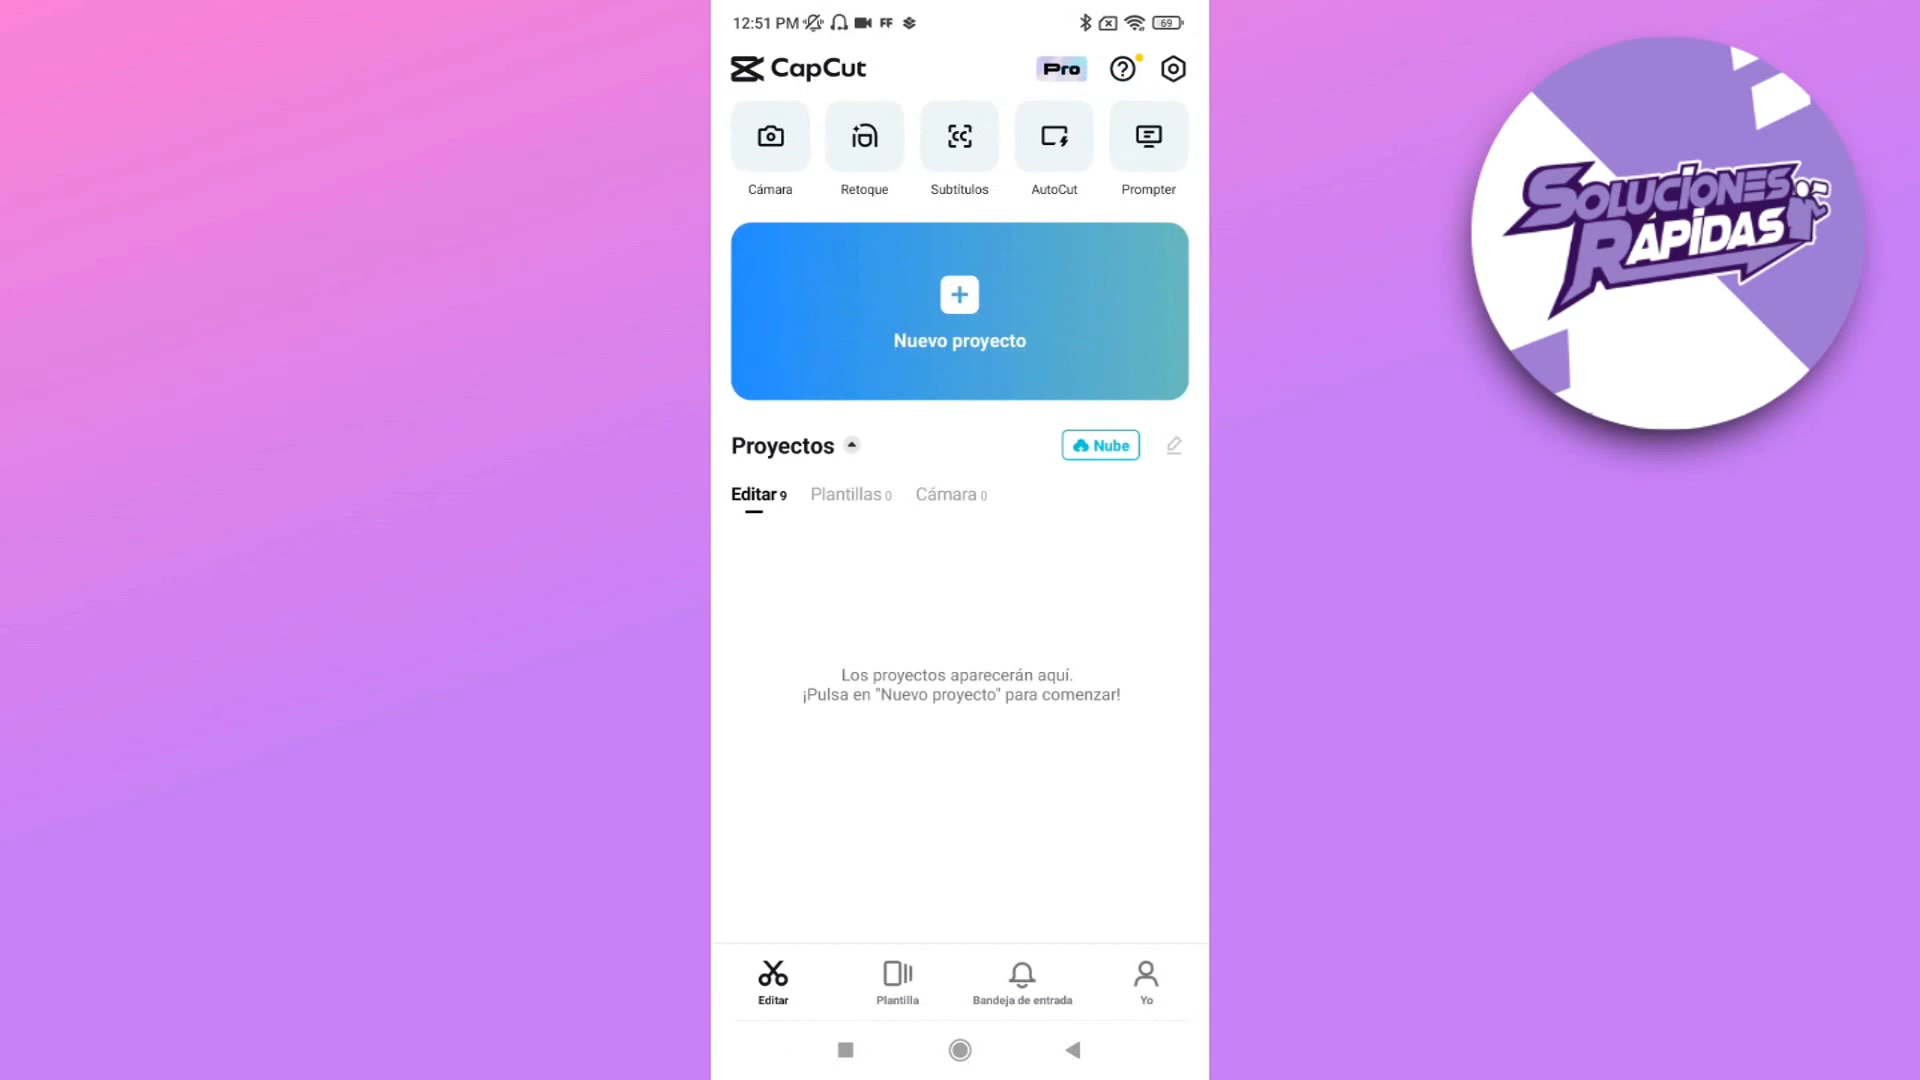 12:51 PM FF 69
CapCut
Pro
Cámara Retoque Subtítulos AutoCut Prompter
Nuevo proyecto
Proyectos
Nube
Editar 9 Plantillas 0 Cámara 0
Los proyectos aparecerán aquí.
¡Pulsa en "Nuevo proyecto" para comenzar!
Editar Plantilla Bandeja de entrada Yo
SOLUCIONES
RAPIDAS